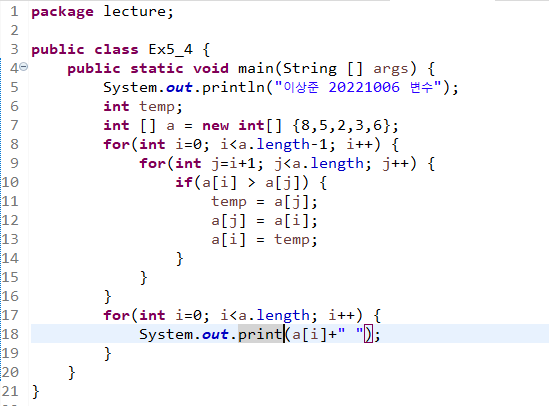 1 package lecture;
2
3 public class Ex5_4 {
4 public static void main(String [] args) {
5 System.out.println("이상준 20221006 변수");
6 int temp;
7 int [] a = new int[] {8,5,2,3,6};
8 for(int i=0; i<a.length-1; i++) {
9 for(int j=i+1; j<a.length; j++) {
10 if(a[i] > a[j]) {
11 temp = a[j];
12 a[j] = a[i];
13 a[i] = temp;
14 }
15 }
16 }
17 for(int i=0; i<a.length; i++) {
18 System.out.print(a[i]+" ");
19 }
20 }
21 }